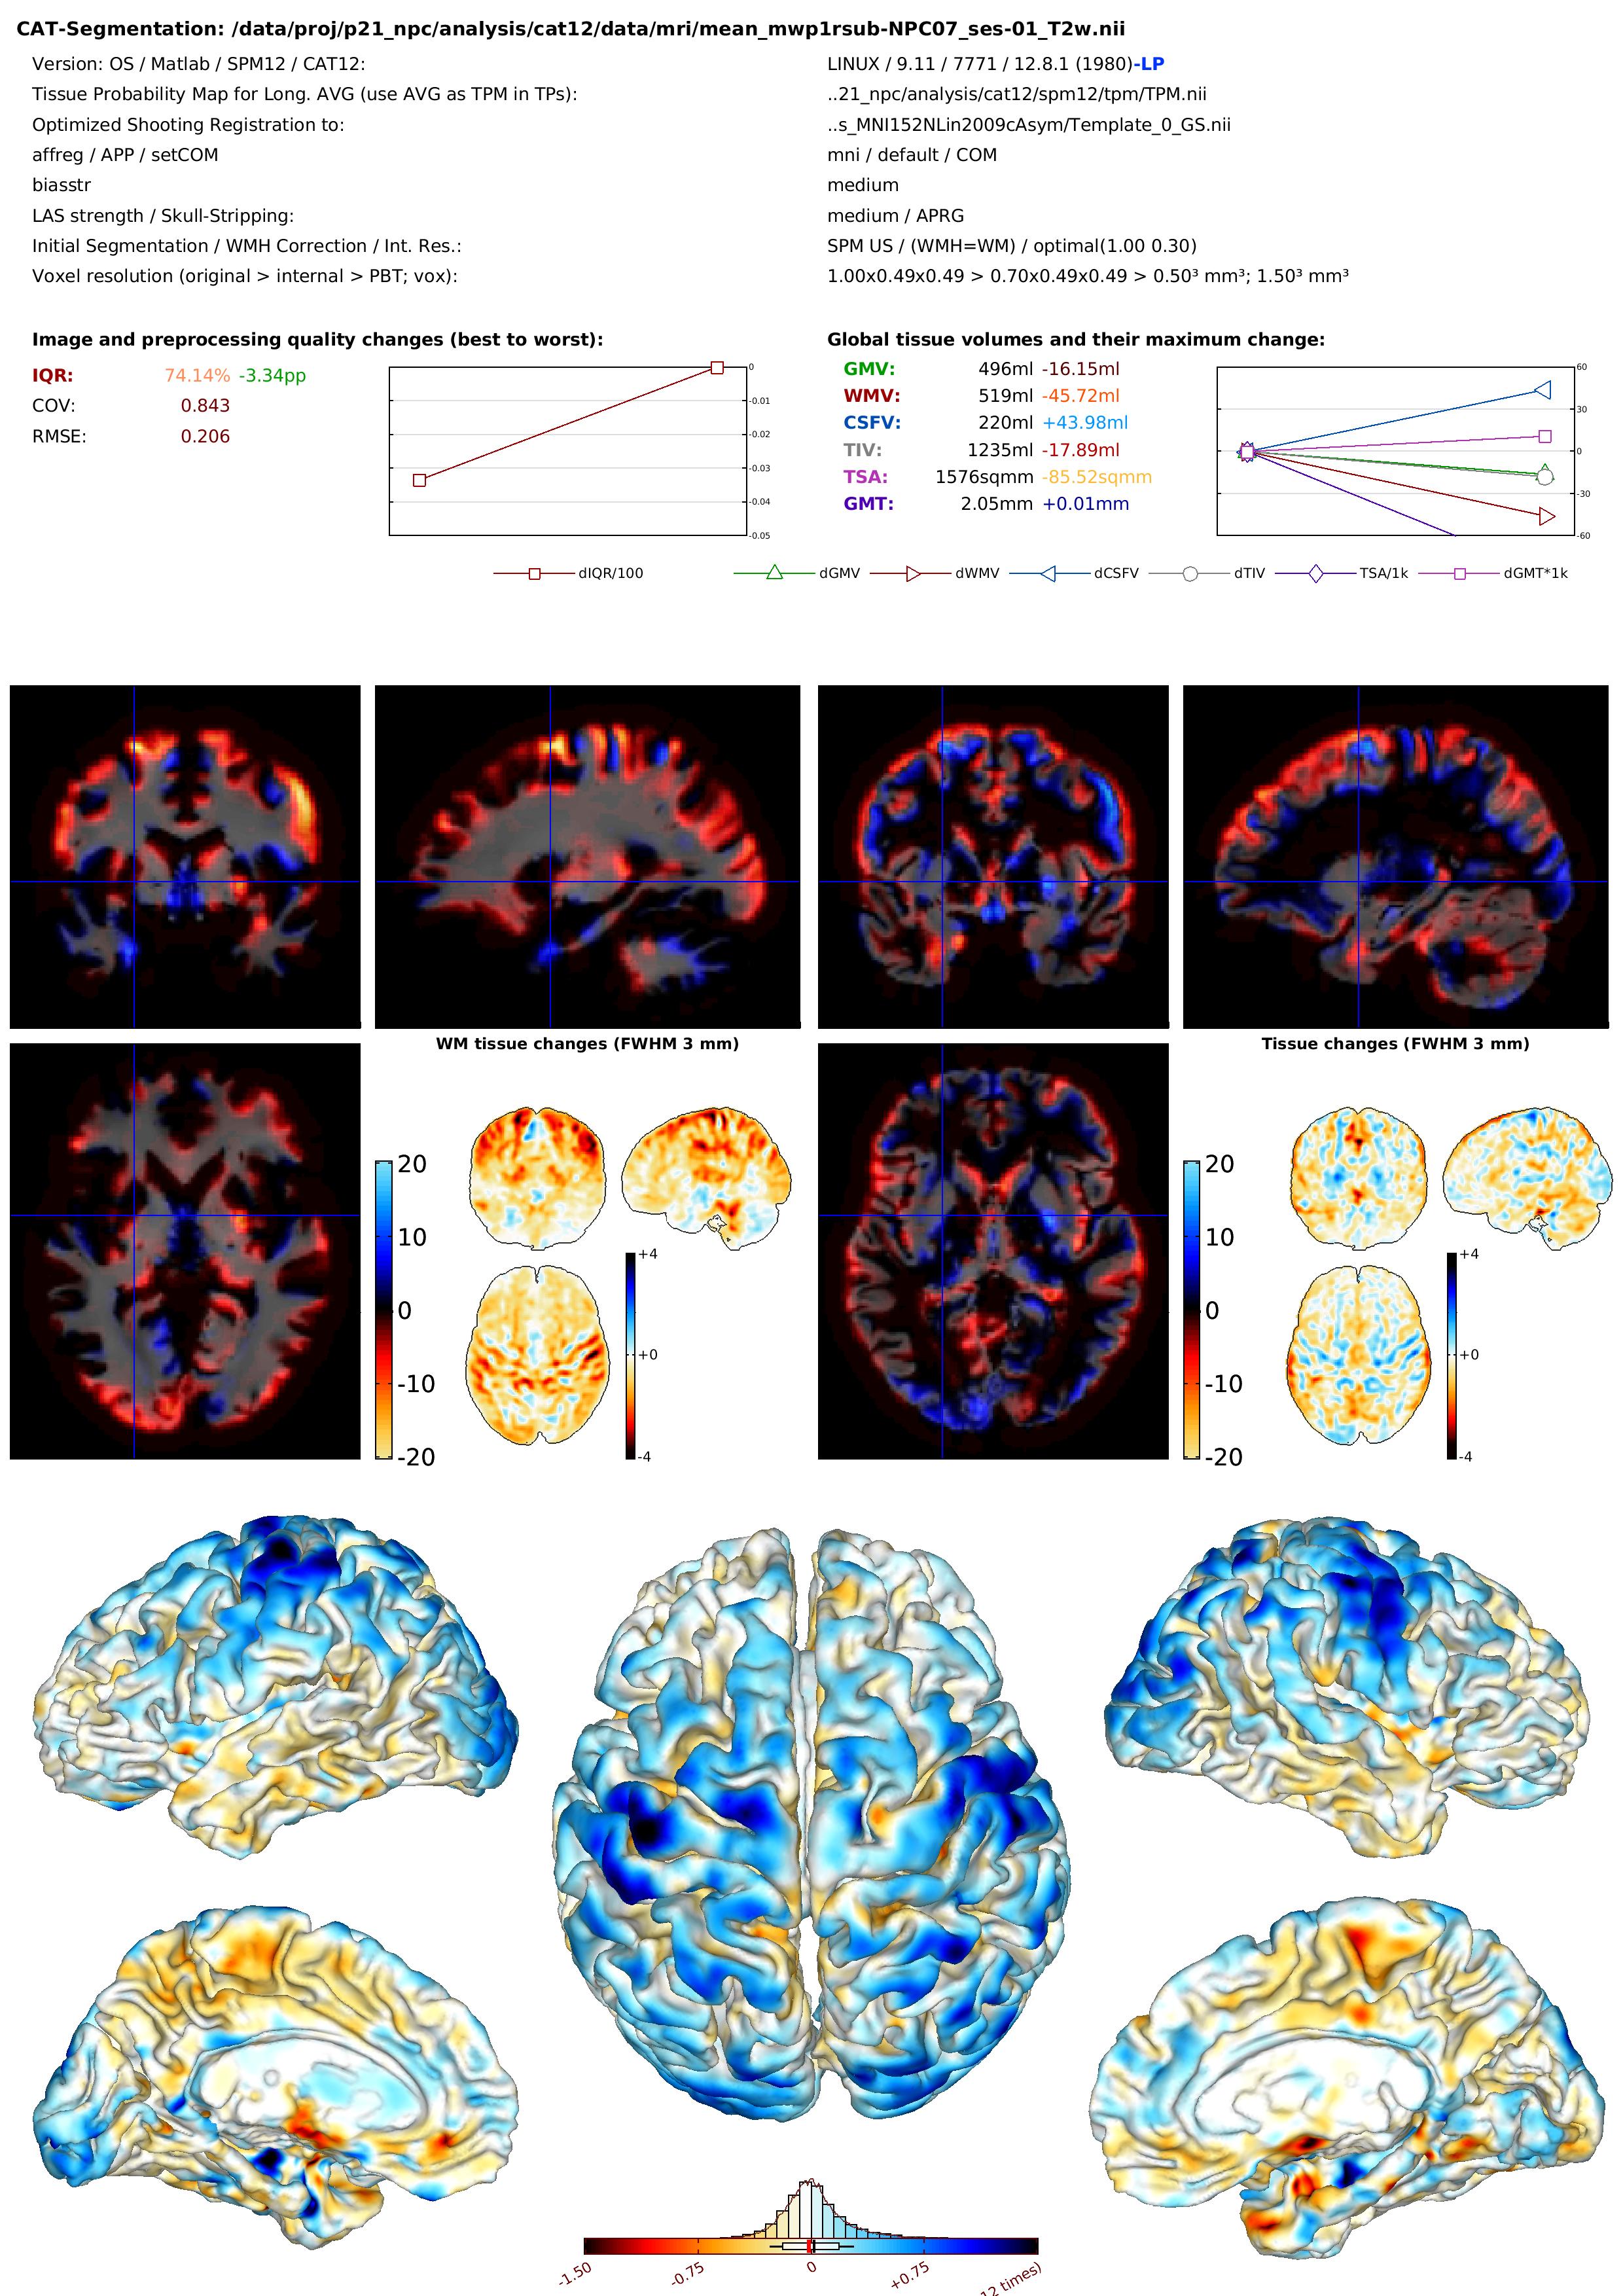 CAT-Segmentation: /data/proj/p21_npc/analysis/cat12/data/mri/mean_mwp1rsub-NPC07_ses-01_T2w.nii
Version: OS / Matlab / SPM12 / CAT12: LINUX / 9.11 / 7771 / 12.8.1 (1980)-LP
Tissue Probability Map for Long. AVG (use AVG as TPM in TPs): ..21_npc/analysis/cat12/spm12/tpm/TPM.nii
Optimized Shooting Registration to: ..s_MNI152NLin2009cAsym/Template_0_GS.nii
affreg / APP / setCOM mni / default / COM
biasstr medium
LAS strength / Skull-Stripping: medium / APRG
Initial Segmentation / WMH Correction / Int. Res.: SPM US / (WMH=WM) / optimal(1.00 0.30)
Voxel resolution (original > internal > PBT; vox): 1.00x0.49x0.49 > 0.70x0.49x0.49 > 0.50³ mm³; 1.50³ mm³
Image and preprocessing quality changes (best to worst):
IQR: 74.14% -3.34pp
COV: 0.843
RMSE: 0.206
0
-0.01
-0.02
-0.03
-0.04
-0.05
Global tissue volumes and their maximum change:
GMV: 496ml -16.15ml
WMV: 519ml -45.72ml
CSFV: 220ml +43.98ml
TIV: 1235ml -17.89ml
TSA: 1576sqmm -85.52sqmm
GMT: 2.05mm +0.01mm
60
30
0
-30
-60
dIQR/100 dGMV dWMV dCSFV dTIV TSA/1k dGMT*1k
WM tissue changes (FWHM 3 mm)
20
10
0
-10
-20
+4
+0
-4
Tissue changes (FWHM 3 mm)
20
10
0
-10
-20
+4
+0
-4
-1.50 -0.75 0 +0.75 12 times)